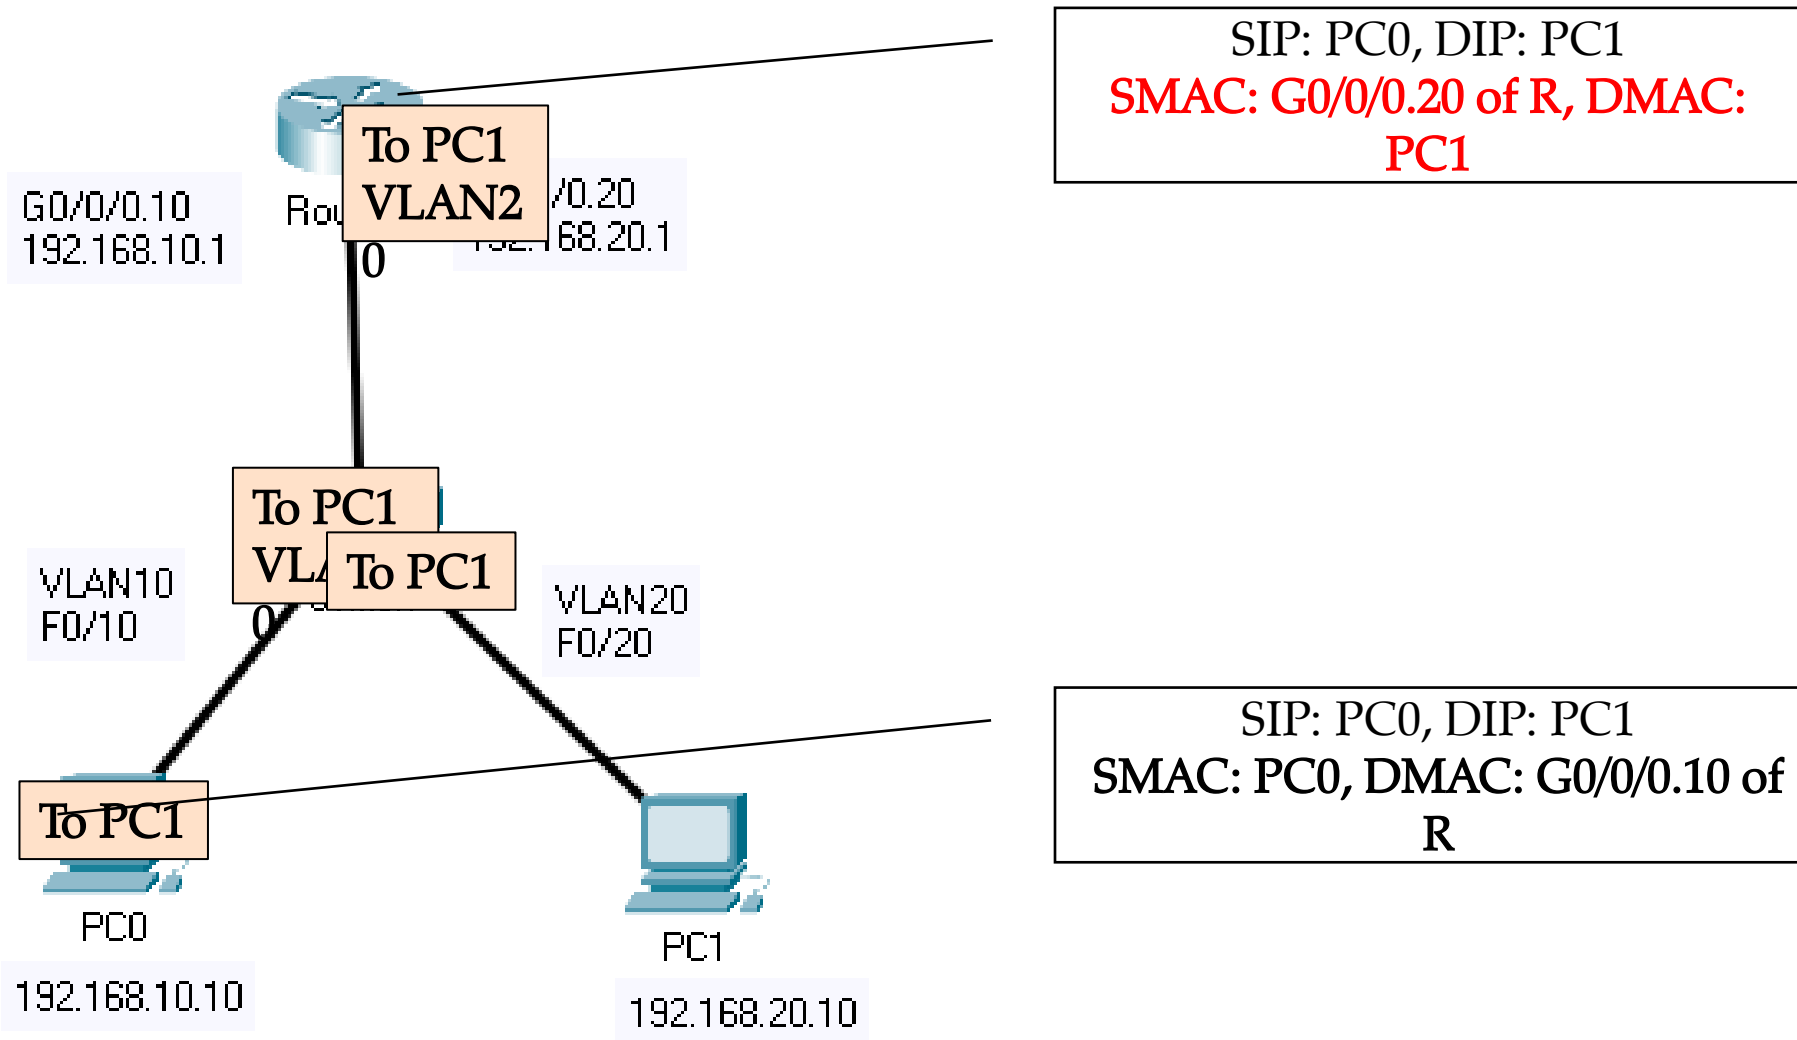 SIP: PC0, DIP: PC1
SMAC: G0/0/0.20 of R, DMAC:
PC1
To PC1
VLAN2
0
G0/0/0.10
192.168.10.1
/0.20
68.20.1
To PC1
0
To PC1
VLAN10
F0/10
VLAN20
F0/20
SIP: PC0, DIP: PC1
SMAC: PC0, DMAC: G0/0/0.10 of
R
To PC1
PC0
192.168.10.10
PC1
192.168.20.10